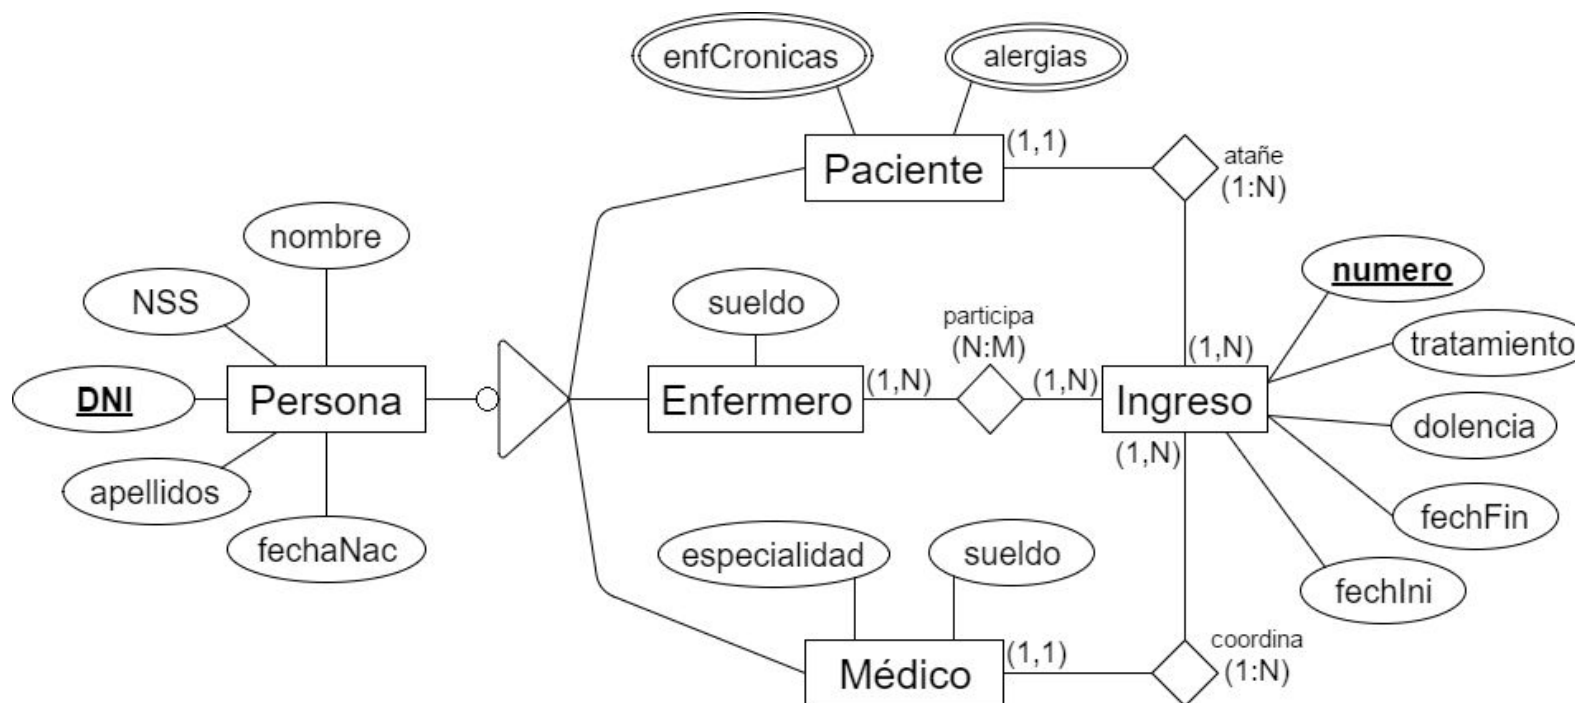 enfCronicas
alergias
Paciente
(1,1)
atañe
(1:N)
nombre
NSS
DNI
Persona
apellidos
fechaNac
sueldo
Enfermero
(1,N)
participa
(N:M)
(1,N)
(1,N)
Ingreso
(1,N)
numero
tratamiento
dolencia
fechFin
fechIni
especialidad
sueldo
Médico
(1,1)
coordina
(1:N)